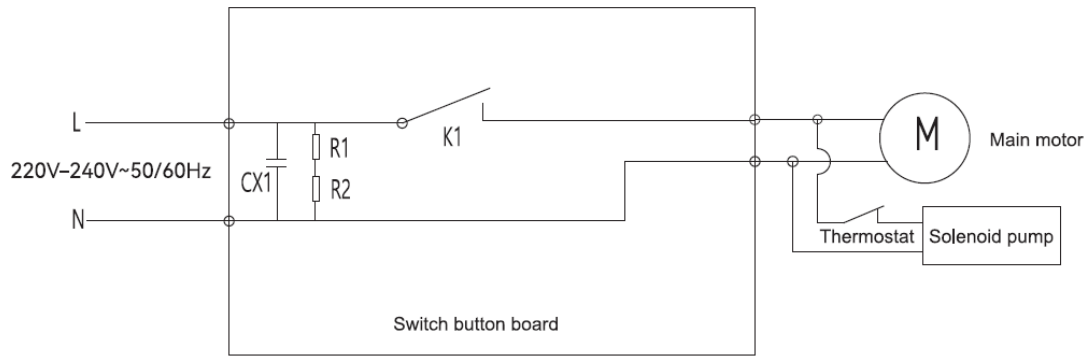 L
K1
R1
M
Main motor
220V–240V~50/60Hz
CX1
R2
N
Thermostat
Solenoid pump
Switch button board